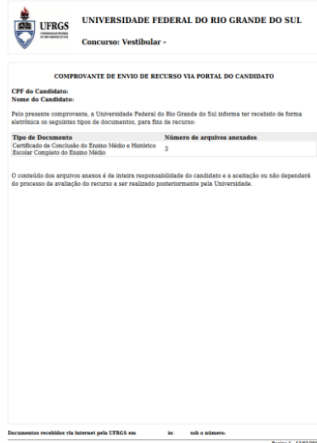 UFRGS
UNIVERSIDADE FEDERAL DO RIO GRANDE DO SUL
Concurso: Vestibular -
COMPROVANTE DE ENVIO DE RECURSO VIA PORTAL DO CANDIDATO
CPF do Candidato:
Nome do Candidato:
Pelo presente comprovante, a Universidade Federal do Rio Grande do Sul informa ter recebido de forma
eletrônica os seguintes tipos de documentos, para fins de recurso:
Tipo de Documento Número de arquivos anexados
Certificado de Conclusão do Ensino Médio e Histórico
Escolar Completo do Ensino Médio 3
O conteúdo dos arquivos anexos é de inteira responsabilidade do candidato e a aceitação ou não dependerá
do processo de avaliação do recurso a ser realizado posteriormente pela Universidade.
Documentos recebidos via Internet pela UFRGS em às sob o número: